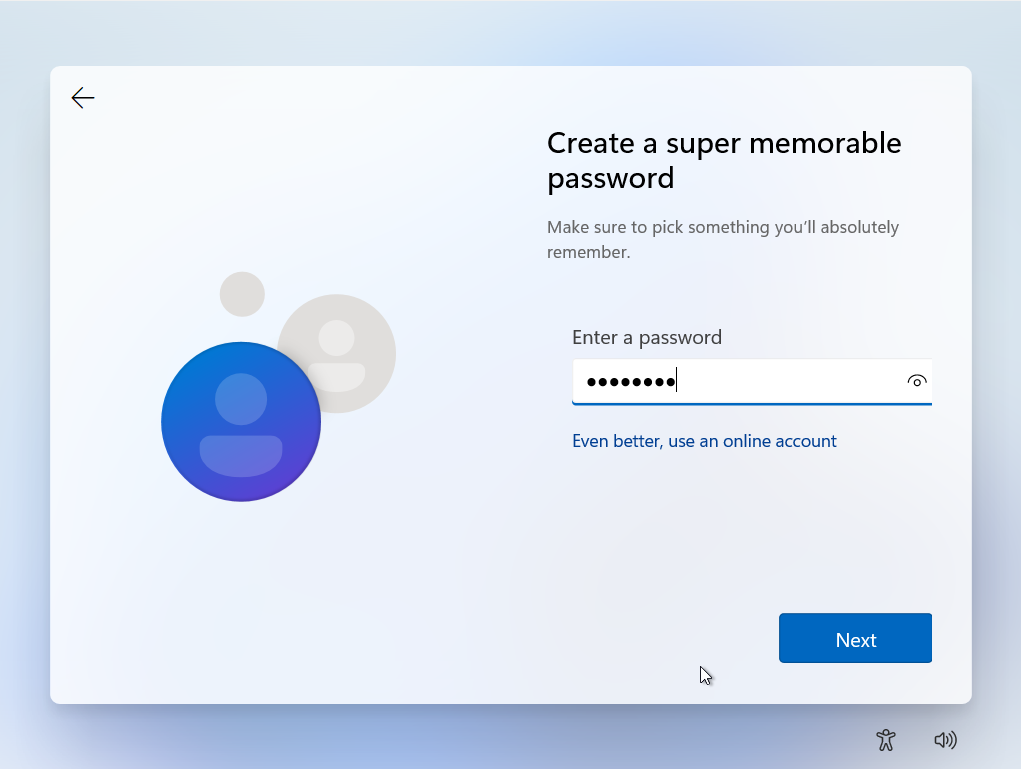 Create a super memorable
password
Make sure to pick something you'll absolutely
remember.
Enter a password
●●●●●●●●
Even better, use an online account
Next